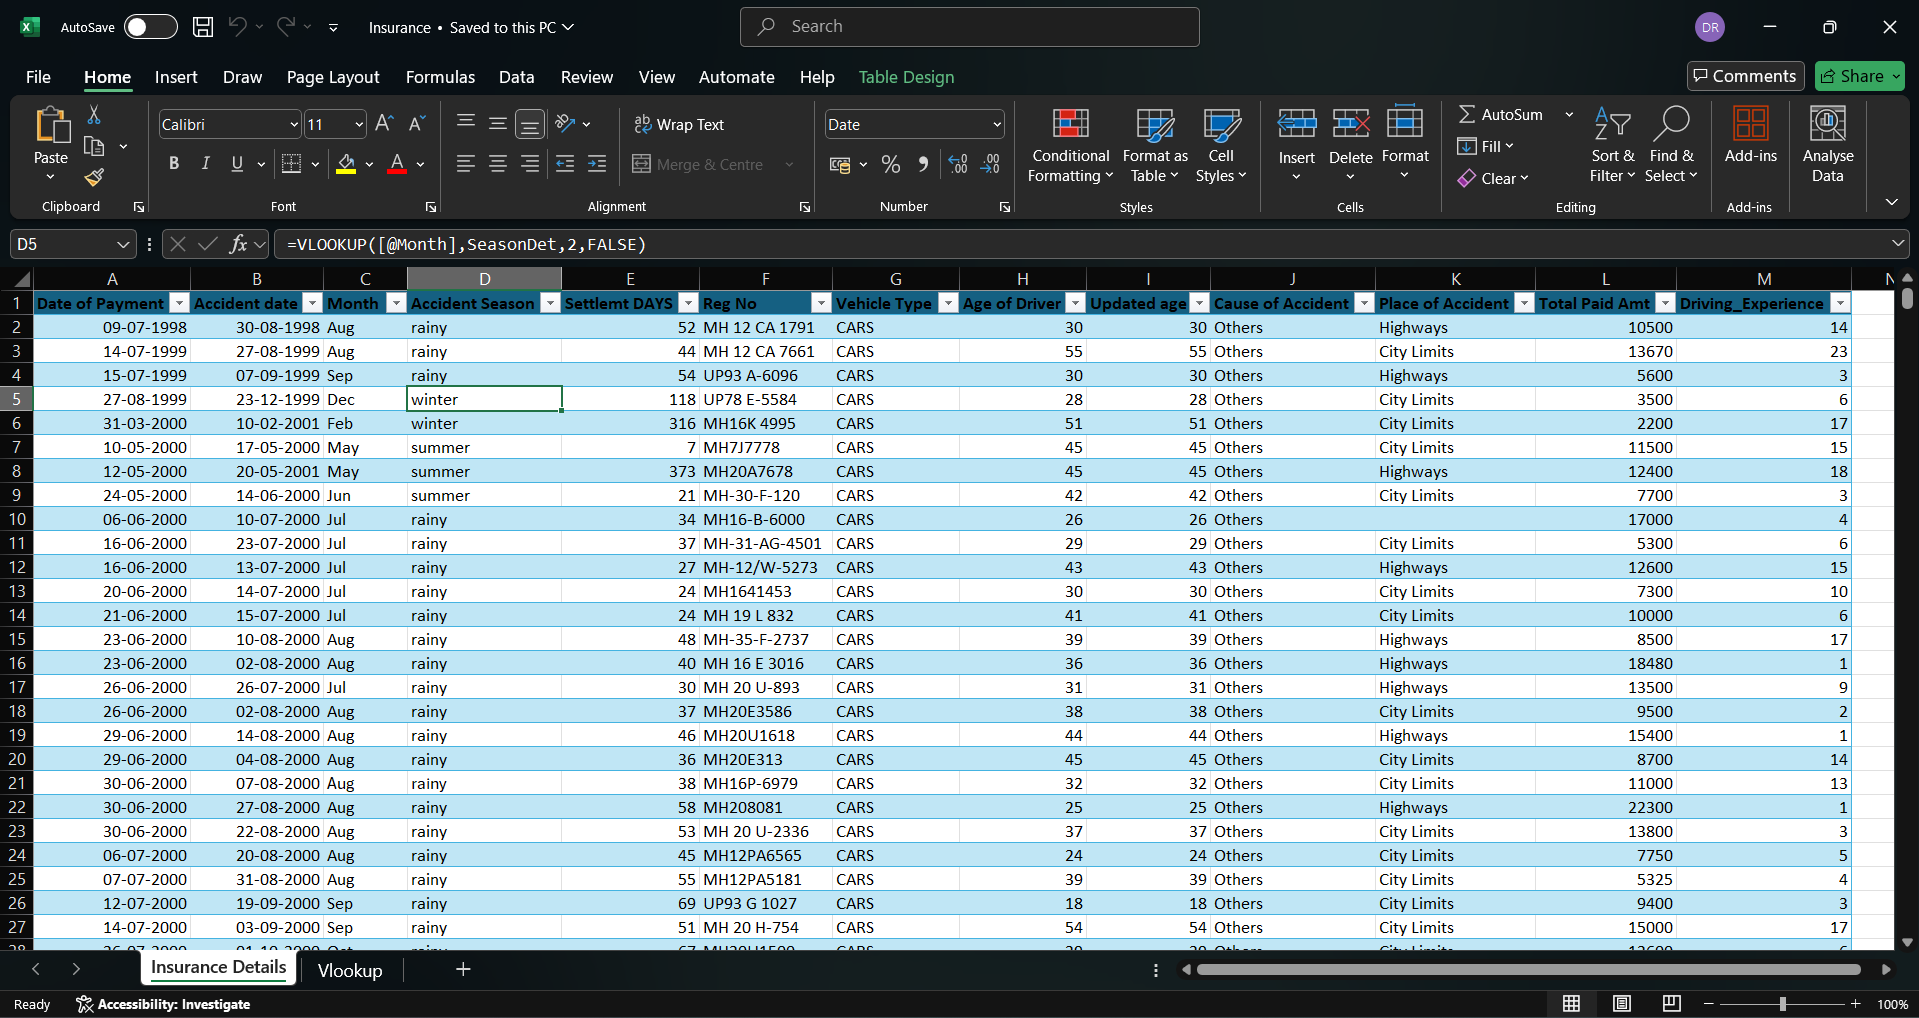 AutoSave Insurance • Saved to this PC Search DR
File Home Insert Draw Page Layout Formulas Data Review View Automate Help Table Design Comments Share
Paste Calibri 11 Wrap Text Date Conditional Formatting Format as Table Cell Styles Insert Delete Format AutoSum Sort & Filter Find & Select Add-ins Analyse Data
B I U A Merge & Centre % Fill
Clear
Clipboard Font Alignment Number Styles Cells Editing Add-ins
D5 fx =VLOOKUP([@Month],SeasonDet,2,FALSE)
A B C D E F G H I J K L M N
1 Date of Payment Accident date Month Accident Season Settlemt DAYS Reg No Vehicle Type Age of Driver Updated age Cause of Accident Place of Accident Total Paid Amt Driving_Experience
2 09-07-1998 30-08-1998 Aug rainy 52 MH 12 CA 1791 CARS 30 30 Others Highways 10500 14
3 14-07-1999 27-08-1999 Aug rainy 44 MH 12 CA 7661 CARS 55 55 Others City Limits 13670 23
4 15-07-1999 07-09-1999 Sep rainy 54 UP93 A-6096 CARS 30 30 Others Highways 5600 3
5 27-08-1999 23-12-1999 Dec winter 118 UP78 E-5584 CARS 28 28 Others City Limits 3500 6
6 31-03-2000 10-02-2001 Feb winter 316 MH16K 4995 CARS 51 51 Others City Limits 2200 17
7 10-05-2000 17-05-2000 May summer 7 MH7J7778 CARS 45 45 Others City Limits 11500 15
8 12-05-2000 20-05-2001 May summer 373 MH20A7678 CARS 45 45 Others Highways 12400 18
9 24-05-2000 14-06-2000 Jun summer 21 MH-30-F-120 CARS 42 42 Others City Limits 7700 3
10 06-06-2000 10-07-2000 Jul rainy 34 MH16-B-6000 CARS 26 26 Others 17000 4
11 16-06-2000 23-07-2000 Jul rainy 37 MH-31-AG-4501 CARS 29 29 Others City Limits 5300 6
12 16-06-2000 13-07-2000 Jul rainy 27 MH-12/W-5273 CARS 43 43 Others Highways 12600 15
13 20-06-2000 14-07-2000 Jul rainy 24 MH1641453 CARS 30 30 Others City Limits 7300 10
14 21-06-2000 15-07-2000 Jul rainy 24 MH 19 L 832 CARS 41 41 Others City Limits 10000 6
15 23-06-2000 10-08-2000 Aug rainy 48 MH-35-F-2737 CARS 39 39 Others Highways 8500 17
16 23-06-2000 02-08-2000 Aug rainy 40 MH 16 E 3016 CARS 36 36 Others Highways 18480 1
17 26-06-2000 26-07-2000 Jul rainy 30 MH 20 U-893 CARS 31 31 Others Highways 13500 9
18 26-06-2000 02-08-2000 Aug rainy 37 MH20E3586 CARS 38 38 Others City Limits 9500 2
19 29-06-2000 14-08-2000 Aug rainy 46 MH20U1618 CARS 44 44 Others Highways 15400 1
20 29-06-2000 04-08-2000 Aug rainy 36 MH20E313 CARS 45 45 Others City Limits 8700 14
21 30-06-2000 07-08-2000 Aug rainy 38 MH16P-6979 CARS 32 32 Others City Limits 11000 13
22 30-06-2000 27-08-2000 Aug rainy 58 MH208081 CARS 25 25 Others Highways 22300 1
23 30-06-2000 22-08-2000 Aug rainy 53 MH 20 U-2336 CARS 37 37 Others City Limits 13800 3
24 06-07-2000 20-08-2000 Aug rainy 45 MH12PA6565 CARS 24 24 Others City Limits 7750 5
25 07-07-2000 31-08-2000 Aug rainy 55 MH12PA5181 CARS 39 39 Others City Limits 5325 4
26 12-07-2000 19-09-2000 Sep rainy 69 UP93 G 1027 CARS 18 18 Others City Limits 9400 3
27 14-07-2000 03-09-2000 Sep rainy 51 MH 20 H-754 CARS 54 54 Others City Limits 15000 17
Insurance Details Vlookup
Ready Accessibility: Investigate 100%